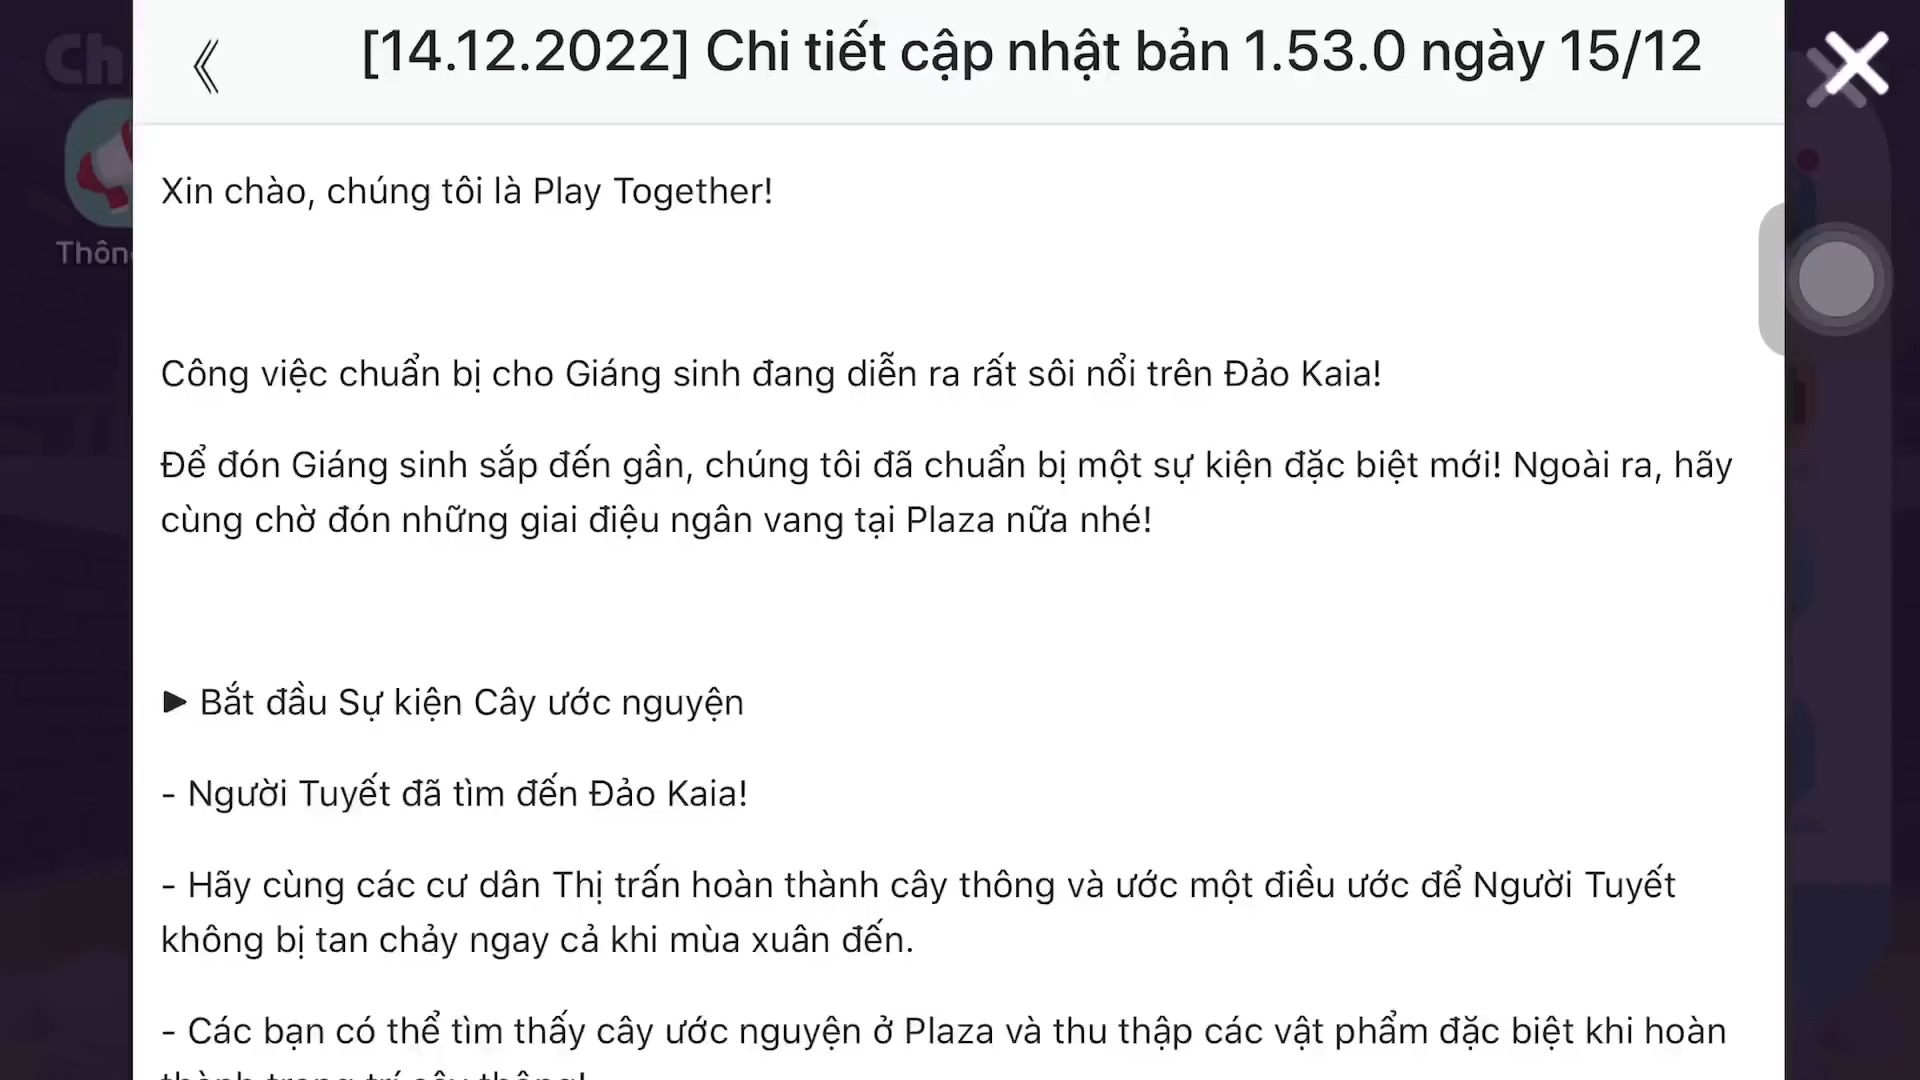 [14.12.2022] Chi tiết cập nhật bản 1.53.0 ngày 15/12
Ch
Thôn
Xin chào, chúng tôi là Play Together!
Công việc chuẩn bị cho Giáng sinh đang diễn ra rất sôi nổi trên Đảo Kaia!
Để đón Giáng sinh sắp đến gần, chúng tôi đã chuẩn bị một sự kiện đặc biệt mới! Ngoài ra, hãy
cùng chờ đón những giai điệu ngân vang tại Plaza nữa nhé!
▶ Bắt đầu Sự kiện Cây ước nguyện
- Người Tuyết đã tìm đến Đảo Kaia!
- Hãy cùng các cư dân Thị trấn hoàn thành cây thông và ước một điều ước để Người Tuyết
không bị tan chảy ngay cả khi mùa xuân đến.
- Các bạn có thể tìm thấy cây ước nguyện ở Plaza và thu thập các vật phẩm đặc biệt khi hoàn